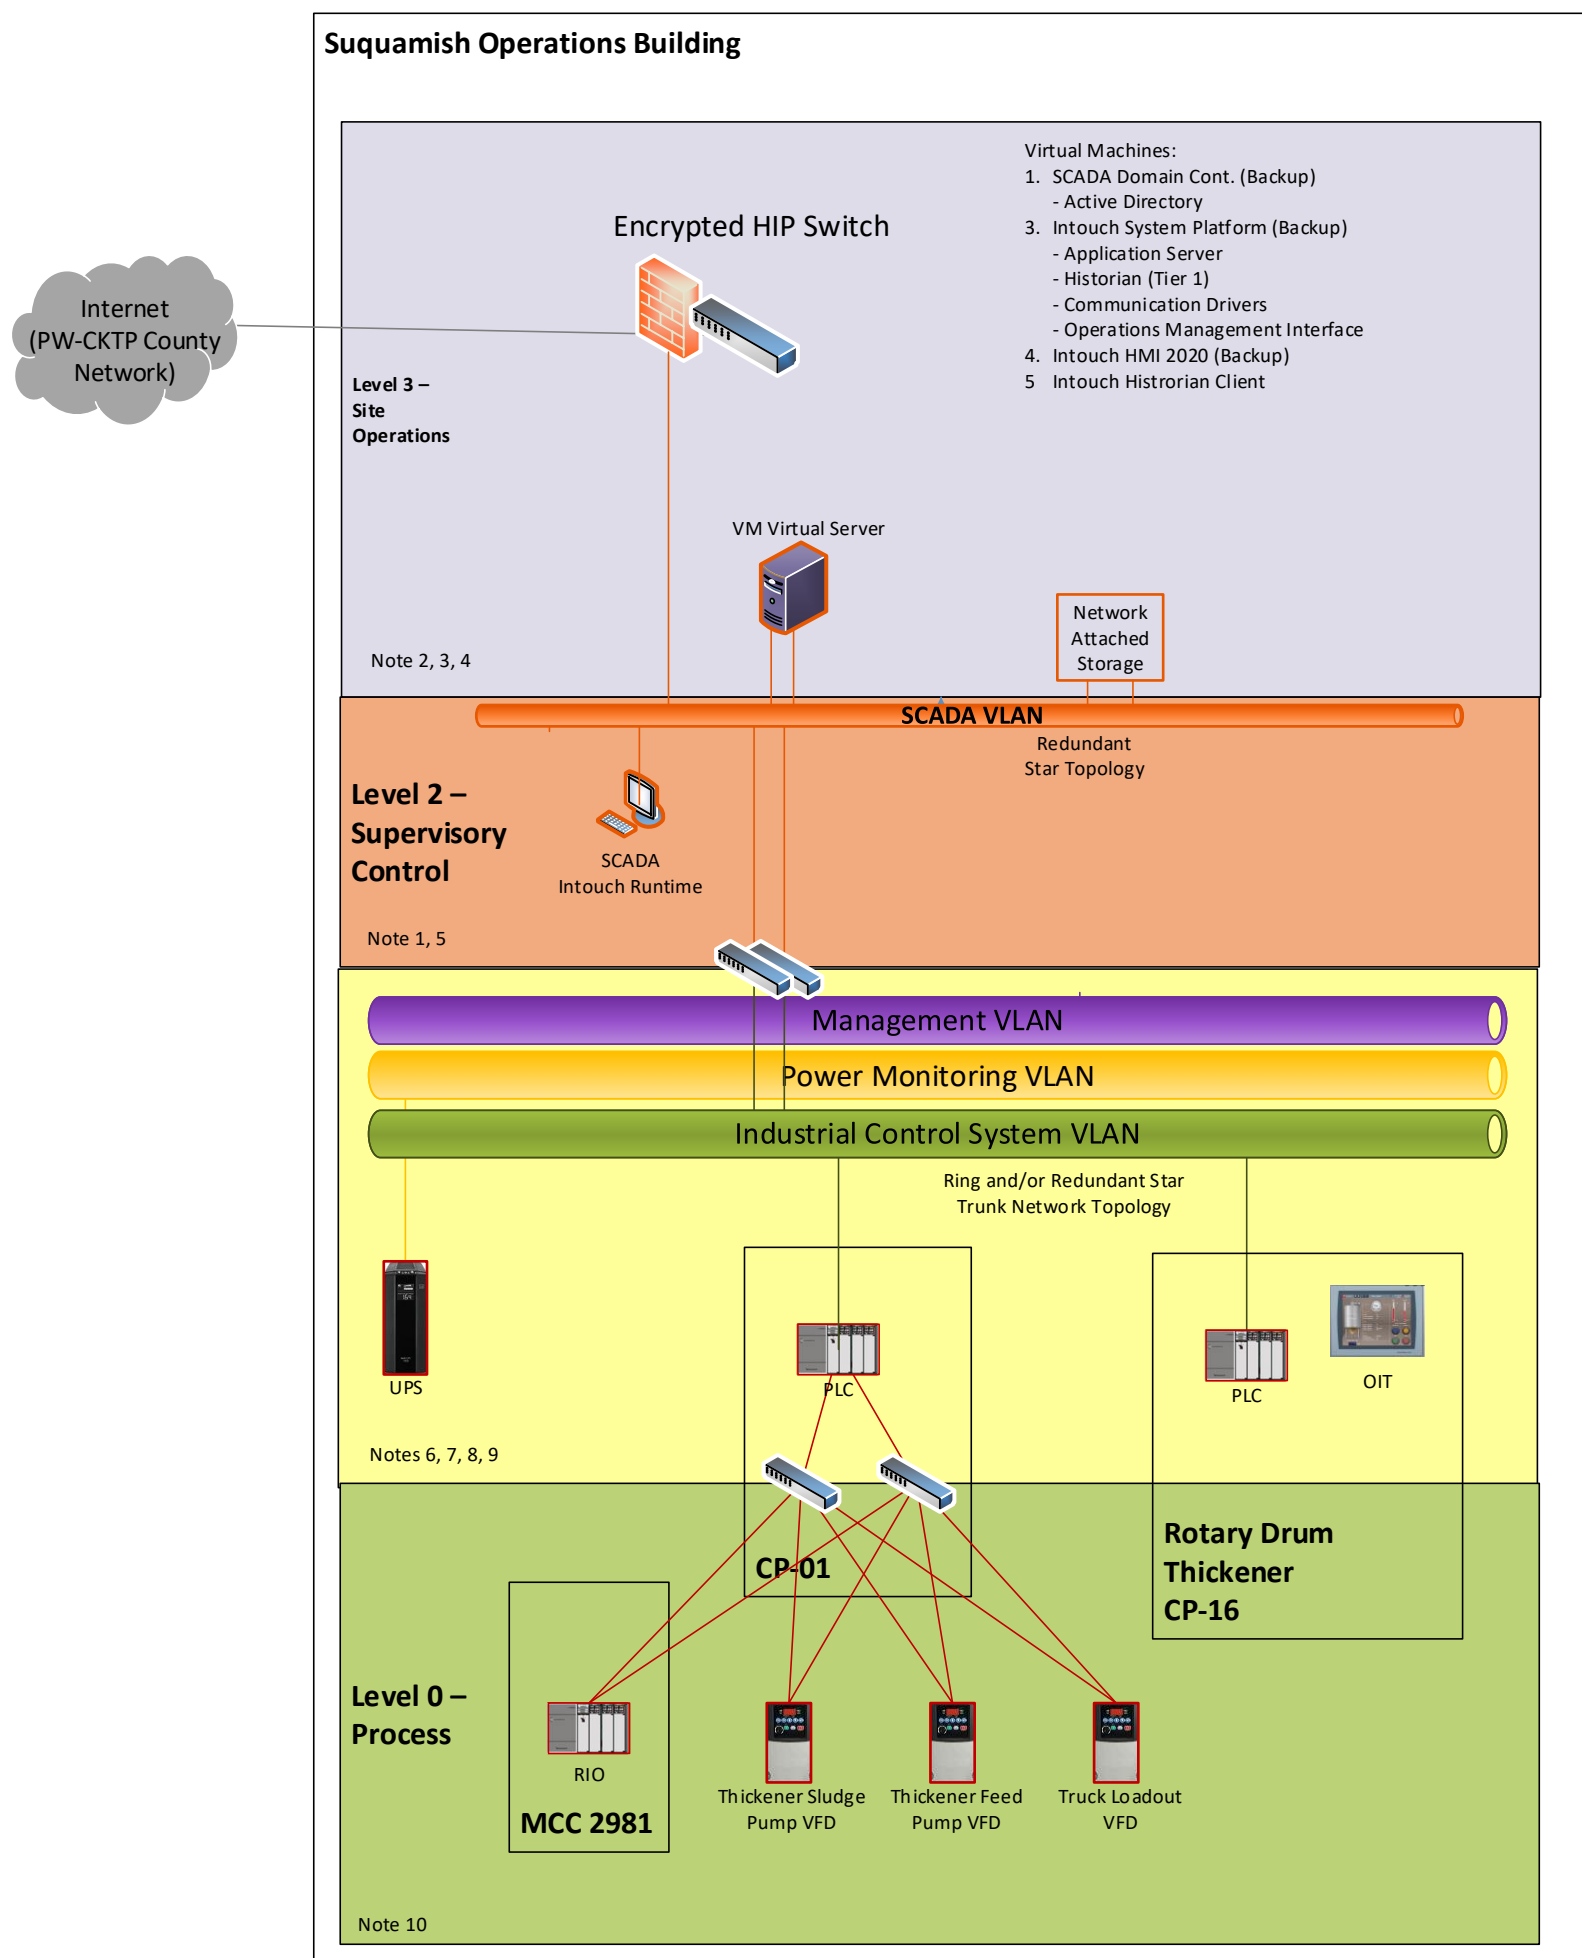 Suquamish Operations Building
Virtual Machines:
1. SCADA Domain Cont. (Backup)
- Active Directory
3. Intouch System Platform (Backup)
- Application Server
- Historian (Tier 1)
- Communication Drivers
- Operations Management Interface
4. Intouch HMI 2020 (Backup)
5 Intouch Histrorian Client
Encrypted HIP Switch
Internet
(PW-CKTP County
Network)
Level 3 –
Site
Operations
VM Virtual Server
Network
Attached
Storage
Note 2, 3, 4
SCADA VLAN
Redundant
Star Topology
Level 2 –
Supervisory
Control
SCADA
Intouch Runtime
Note 1, 5
Management VLAN
Power Monitoring VLAN
Industrial Control System VLAN
Ring and/or Redundant Star
Trunk Network Topology
UPS
PLC
PLC
OIT
Notes 6, 7, 8, 9
CP-01
Rotary Drum
Thickener
CP-16
Level 0 –
Process
RIO
MCC 2981
Thickener Sludge
Pump VFD
Thickener Feed
Pump VFD
Truck Loadout
VFD
Note 10